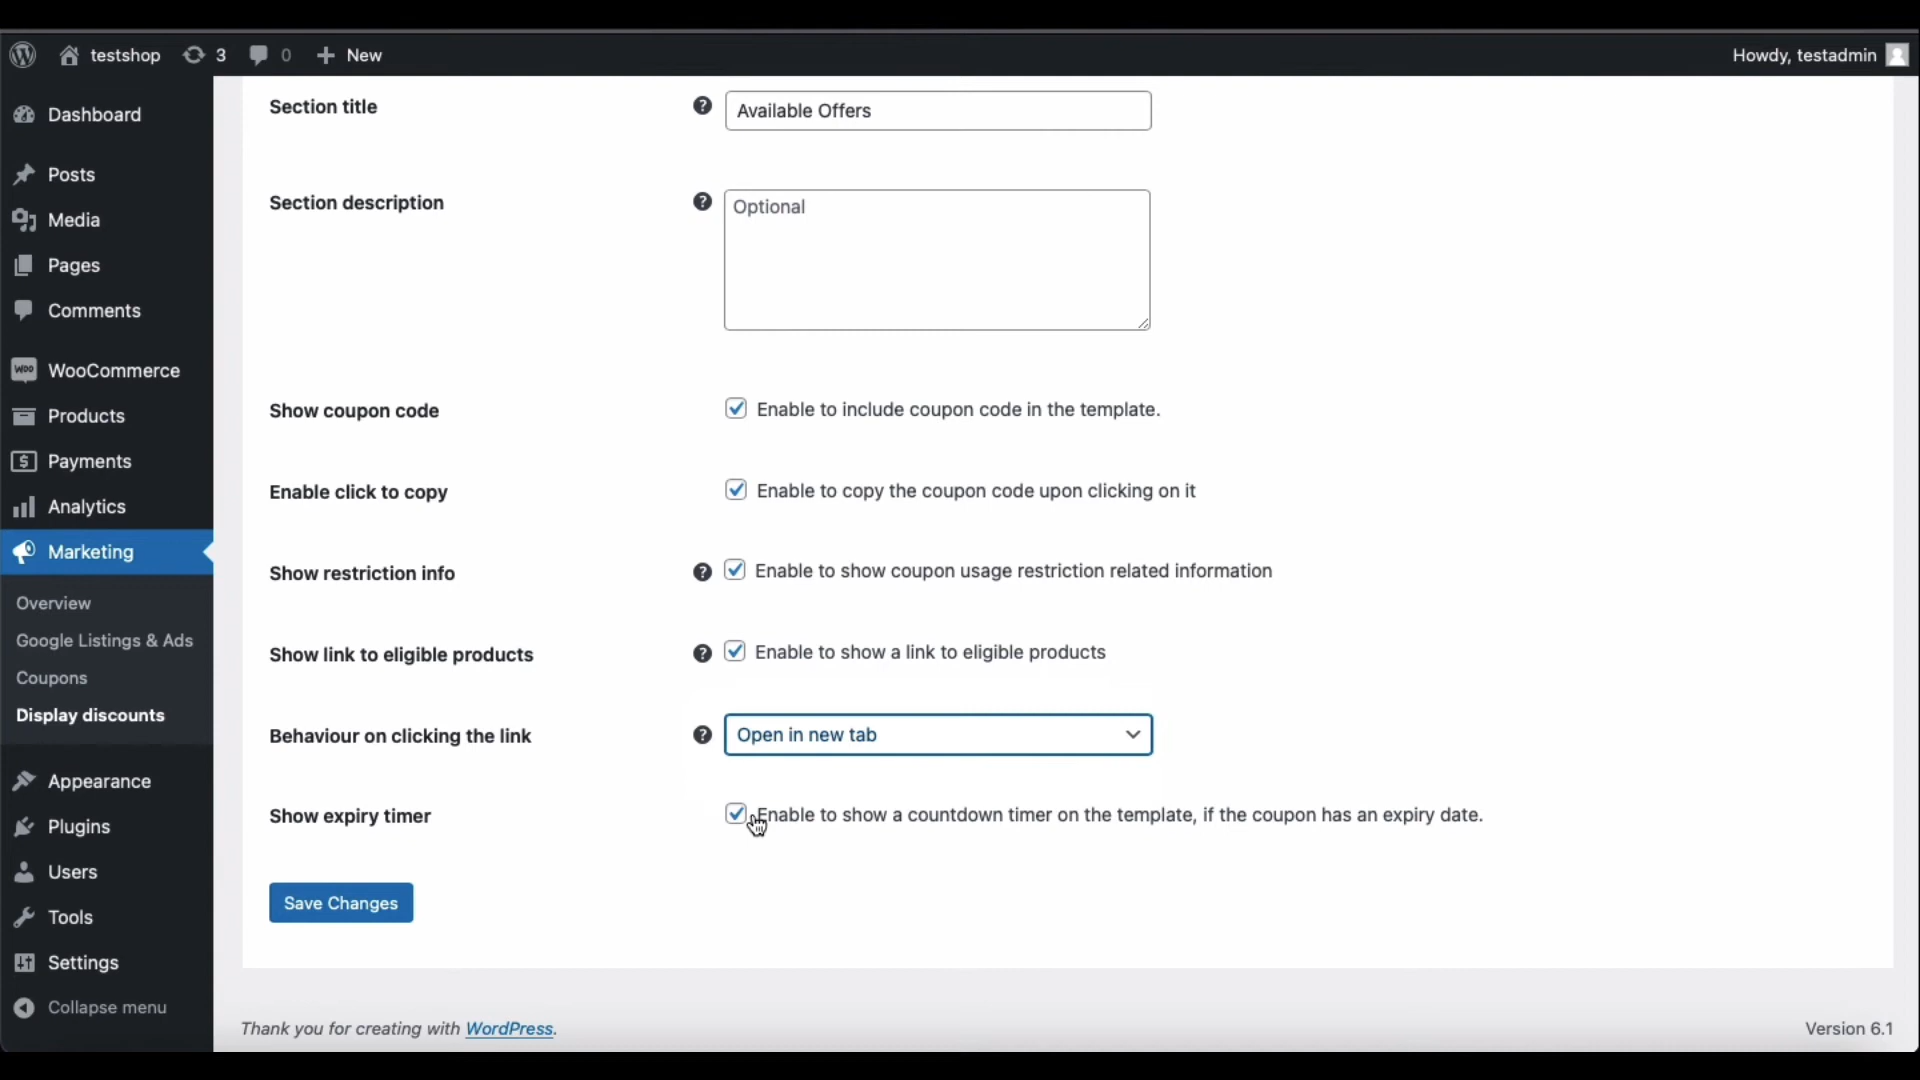 testshop 3 0 New Howdy, testadmin
Dashboard
Posts
Media
Pages
Comments
WooCommerce
Products
Payments
Analytics
Marketing
Overview
Google Listings & Ads
Coupons
Display discounts
Appearance
Plugins
Users
Tools
Settings
Collapse menu
Section title ? Available Offers
Section description ? Optional
Show coupon code Enable to include coupon code in the template.
Enable click to copy Enable to copy the coupon code upon clicking on it
Show restriction info ? Enable to show coupon usage restriction related information
Show link to eligible products ? Enable to show a link to eligible products
Behaviour on clicking the link ? Open in new tab
Show expiry timer Enable to show a countdown timer on the template, if the coupon has an expiry date.
Save Changes
Thank you for creating with WordPress. Version 6.1